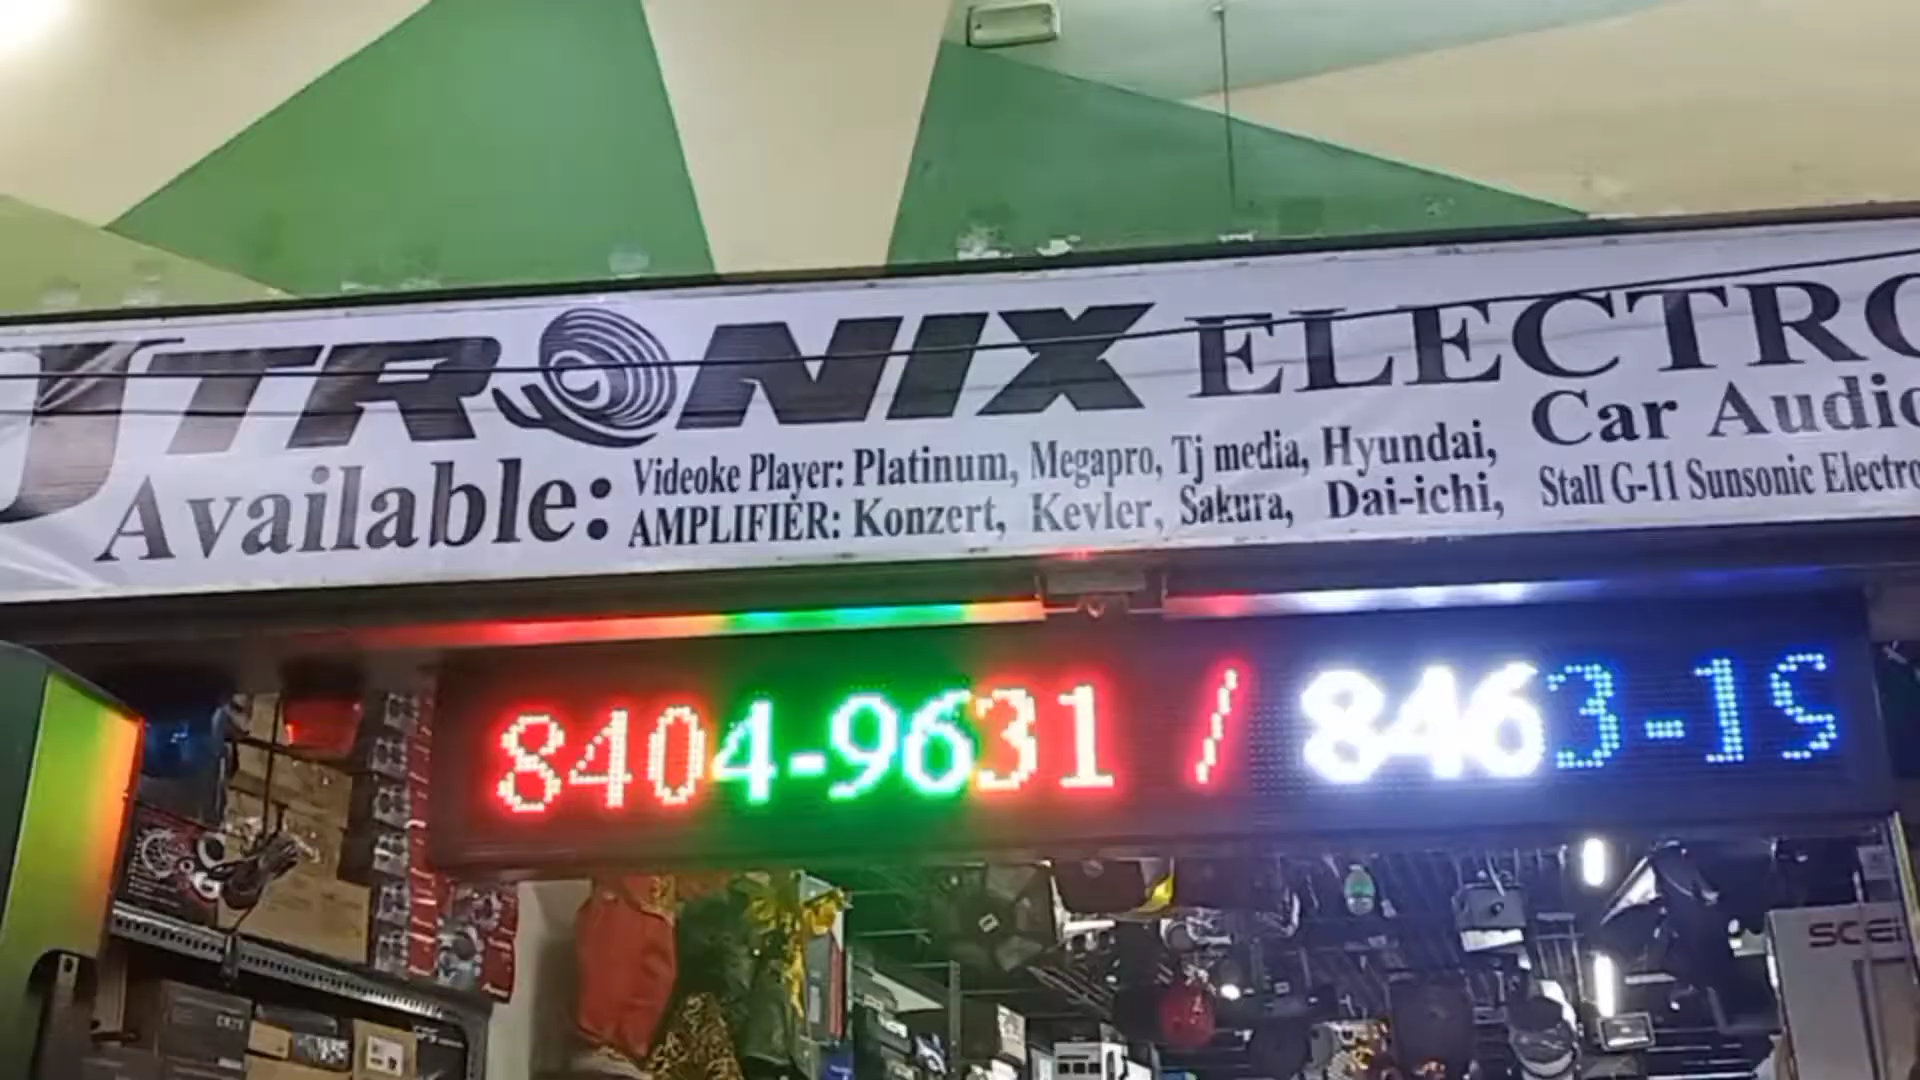 JTRONIX ELECTRO
Available: Videoke Player: Platinum, Megapro, Tj media, Hyundai, Car Audio
AMPLIFIER: Konzert, Kevler, Sakura, Dai-ichi, Stall G-11 Sunsonic Electro
8404-9631 / 8463-1S